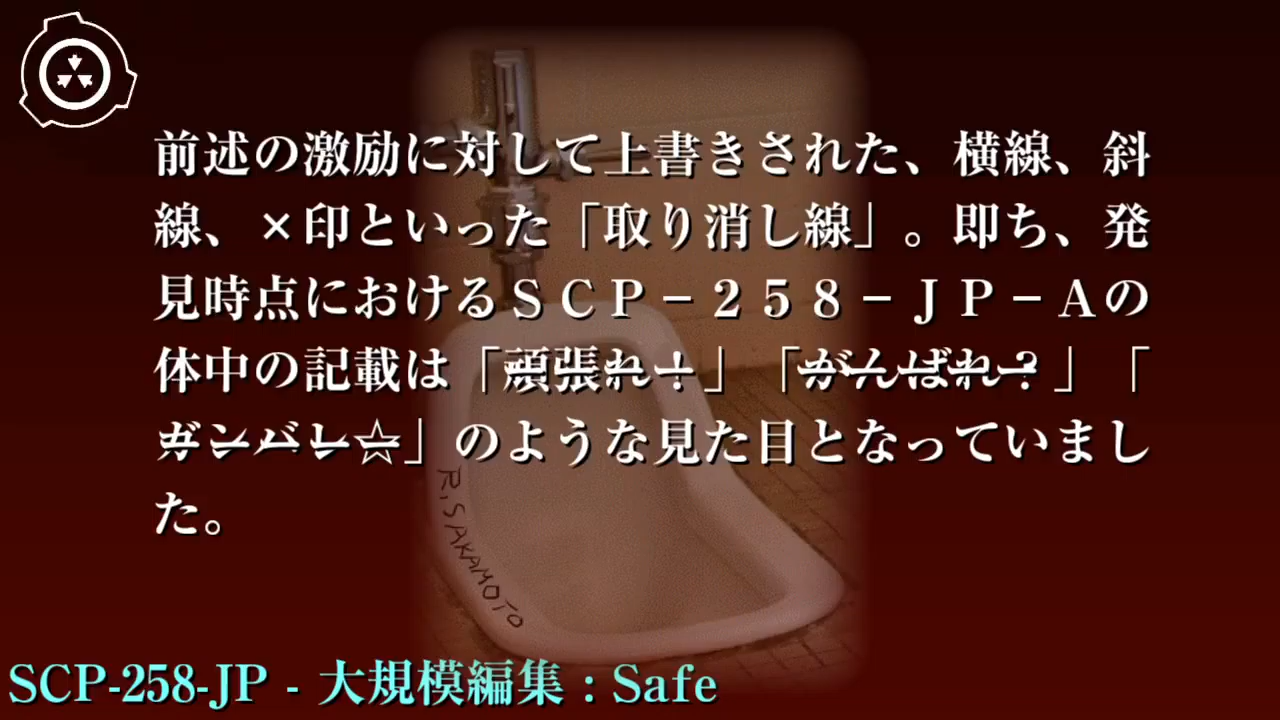 前述の激励に対して上書きされた、横線、斜
線、×印といった「取り消し線」。即ち、発
見時点におけるＳＣＰ－２５８－ＪＰ－Ａの
体中の記載は「頑張れ！」「がんばれ？」「
ガンバレ☆」のような見た目となっていまし
た。
R,SAKAMOTO
SCP-258-JP - 大規模編集：Safe